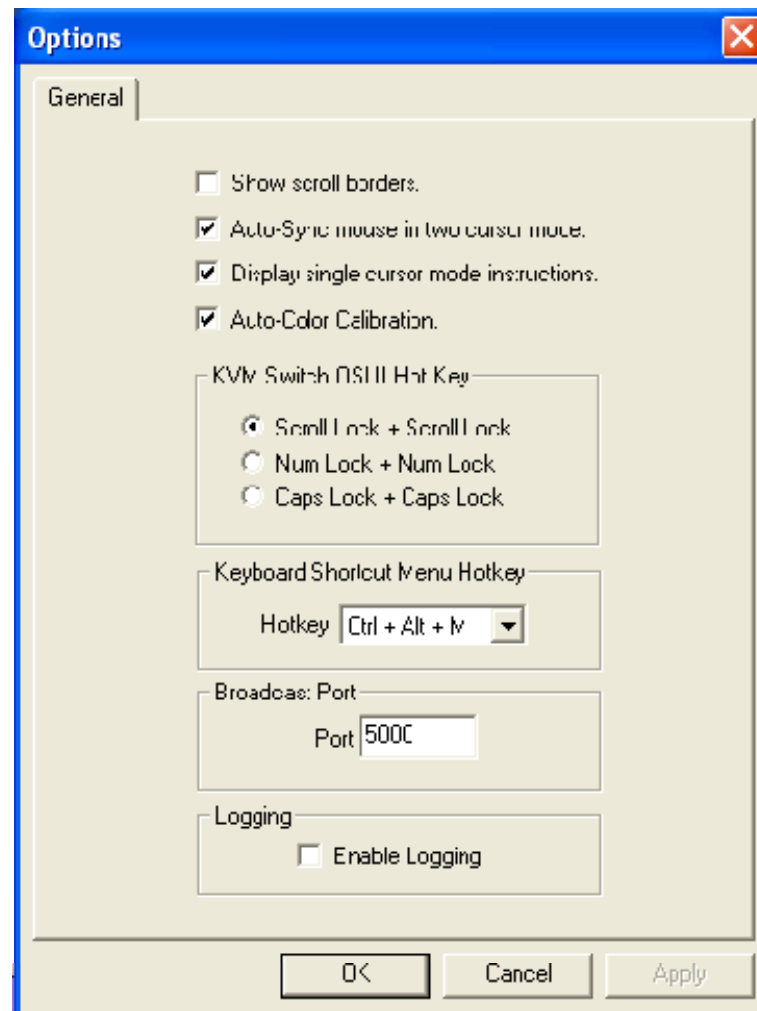 Options
General
Show scroll borders.
Auto-Sync mouse in two cursor mode.
Display single cursor mode instructions.
Auto-Color Calibration.
KVM Switch OSUI Hot Key
Scroll Lock + Scroll Lock
Num Lock + Num Lock
Caps Lock + Caps Lock
Keyboard Shortcut Menu Hotkey
Hotkey Ctrl + Alt + M
Broadcast Port
Port 5000
Logging
Enable Logging
OK Cancel Apply